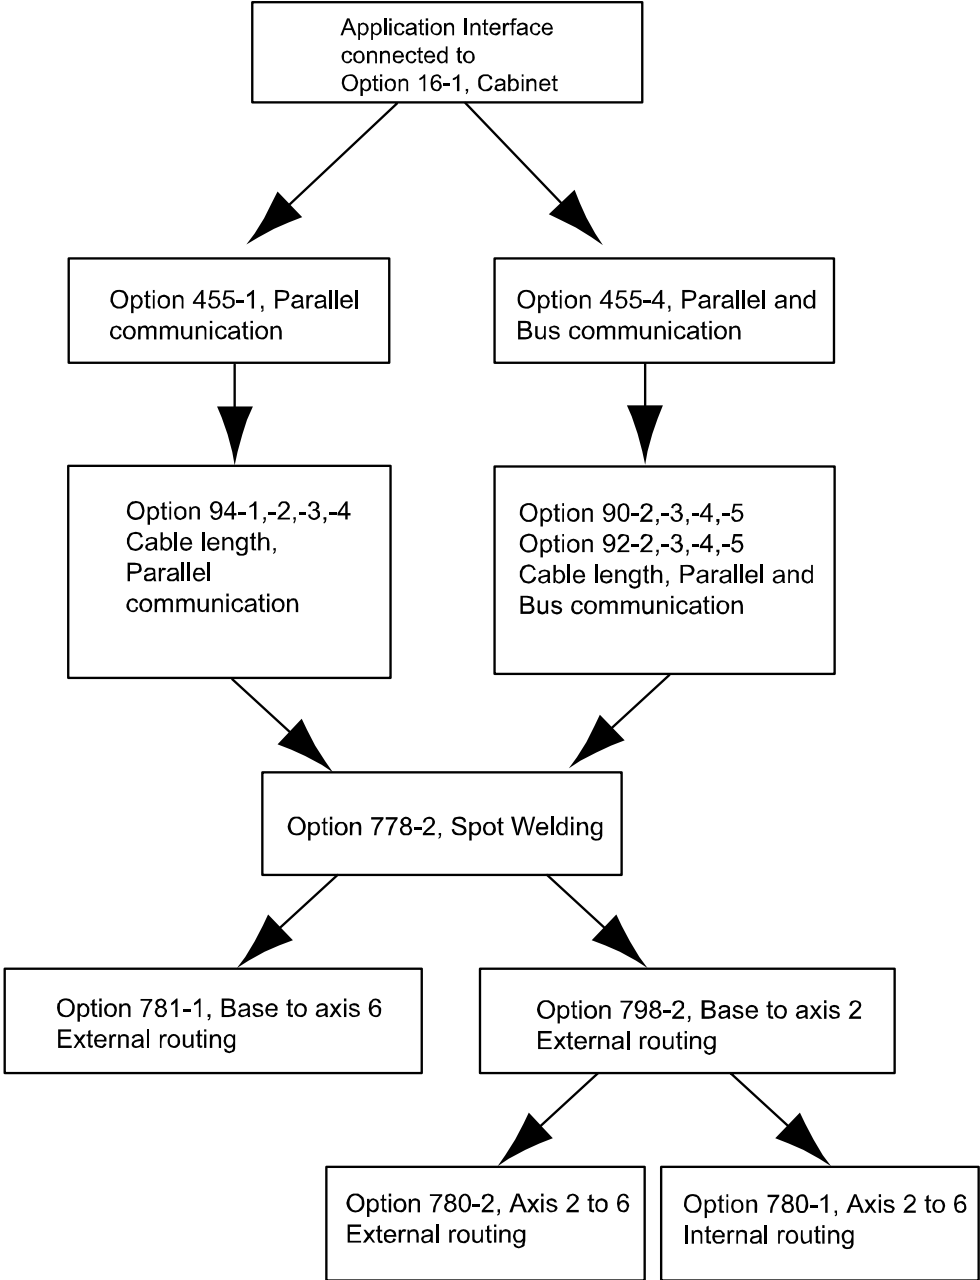 Application Interface
connected to
Option 16-1, Cabinet
Option 455-1, Parallel
communication
Option 455-4, Parallel and
Bus communication
Option 94-1,-2,-3,-4
Cable length,
Parallel
communication
Option 90-2,-3,-4,-5
Option 92-2,-3,-4,-5
Cable length, Parallel and
Bus communication
Option 778-2, Spot Welding
Option 781-1, Base to axis 6
External routing
Option 798-2, Base to axis 2
External routing
Option 780-2, Axis 2 to 6
External routing
Option 780-1, Axis 2 to 6
Internal routing